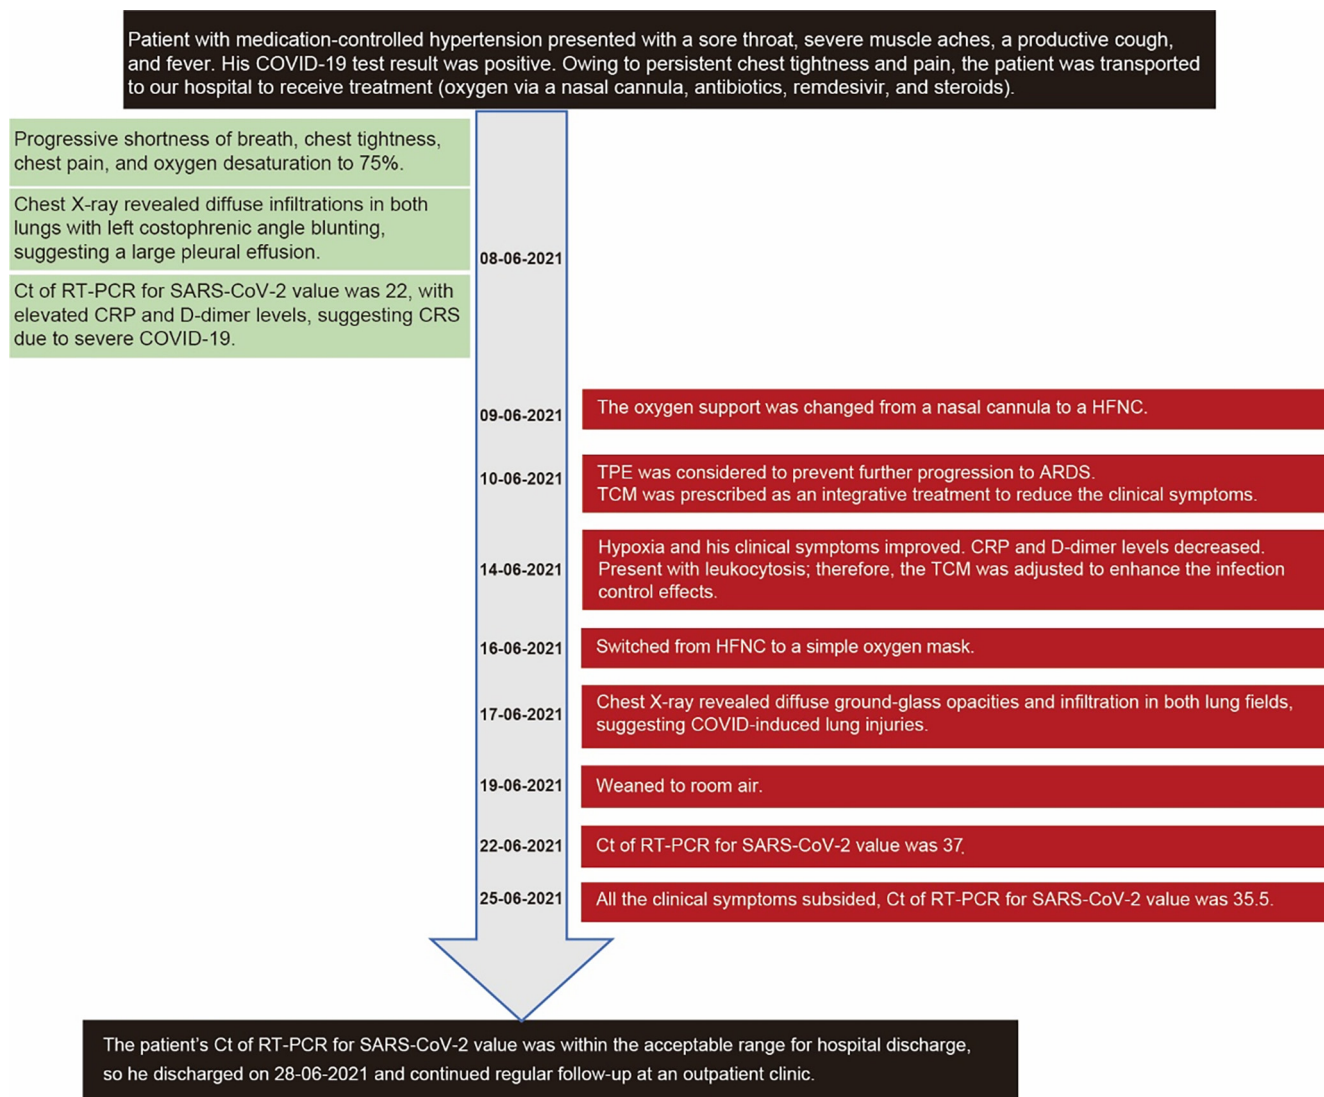 Patient with medication-controlled hypertension presented with a sore throat, severe muscle aches, a productive cough,
and fever. His COVID-19 test result was positive. Owing to persistent chest tightness and pain, the patient was transported
to our hospital to receive treatment (oxygen via a nasal cannula, antibiotics, remdesivir, and steroids).
Progressive shortness of breath, chest tightness,
chest pain, and oxygen desaturation to 75%.
Chest X-ray revealed diffuse infiltrations in both
lungs with left costophrenic angle blunting,
suggesting a large pleural effusion.
08-06-2021
Ct of RT-PCR for SARS-CoV-2 value was 22, with
elevated CRP and D-dimer levels, suggesting CRS
due to severe COVID-19.
09-06-2021
The oxygen support was changed from a nasal cannula to a HFNC.
10-06-2021
TPE was considered to prevent further progression to ARDS.
TCM was prescribed as an integrative treatment to reduce the clinical symptoms.
14-06-2021
Hypoxia and his clinical symptoms improved. CRP and D-dimer levels decreased.
Present with leukocytosis; therefore, the TCM was adjusted to enhance the infection
control effects.
16-06-2021
Switched from HFNC to a simple oxygen mask.
17-06-2021
Chest X-ray revealed diffuse ground-glass opacities and infiltration in both lung fields,
suggesting COVID-induced lung injuries.
19-06-2021
Weaned to room air.
22-06-2021
Ct of RT-PCR for SARS-CoV-2 value was 37.
25-06-2021
All the clinical symptoms subsided, Ct of RT-PCR for SARS-CoV-2 value was 35.5.
The patient's Ct of RT-PCR for SARS-CoV-2 value was within the acceptable range for hospital discharge,
so he discharged on 28-06-2021 and continued regular follow-up at an outpatient clinic.